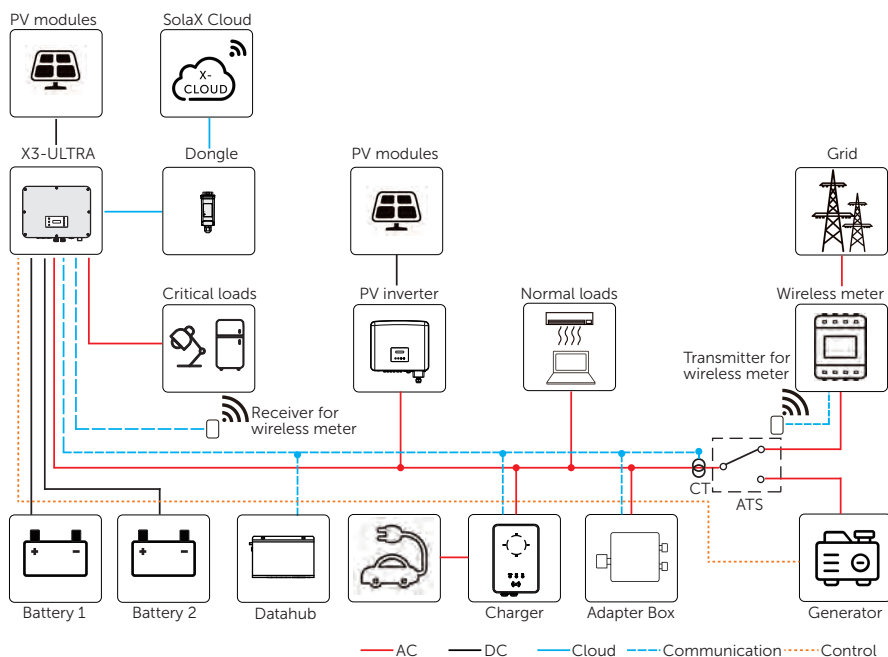 PV modules
SolaX Cloud
X-
CLOUD
X3-ULTRA
Dongle
PV modules
Grid
Critical loads
PV inverter
Normal loads
Wireless meter
Transmitter for
wireless meter
Receiver for
wireless meter
CT
ATS
Battery 1
Battery 2
Datahub
Charger
Adapter Box
Generator
AC
DC
Cloud
Communication
Control